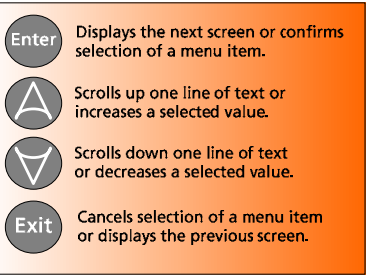 Enter
Displays the next screen or confirms
selection of a menu item.
Scrolls up one line of text or
increases a selected value.
Scrolls down one line of text
or decreases a selected value.
Exit
Cancels selection of a menu item
or displays the previous screen.